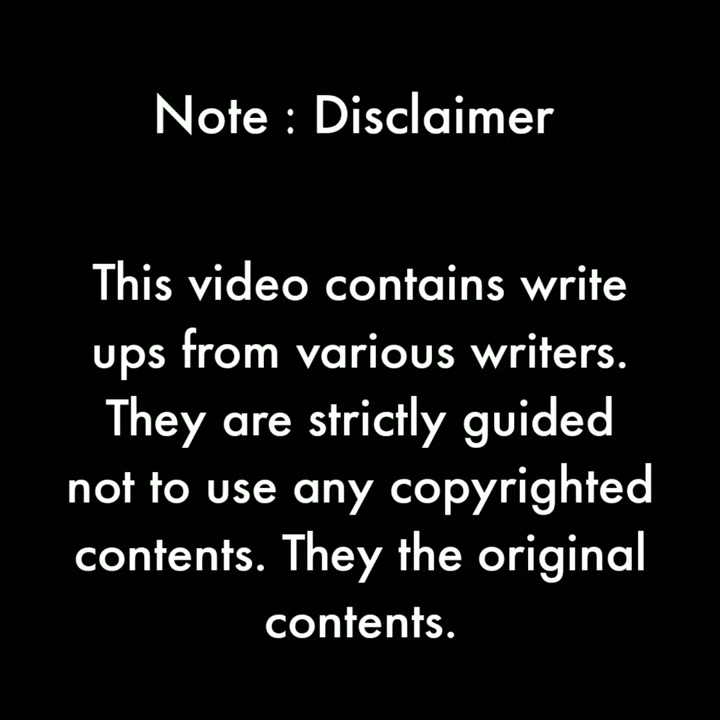 Note : Disclaimer
This video contains write
ups from various writers.
They are strictly guided
not to use any copyrighted
contents. They the original
contents.